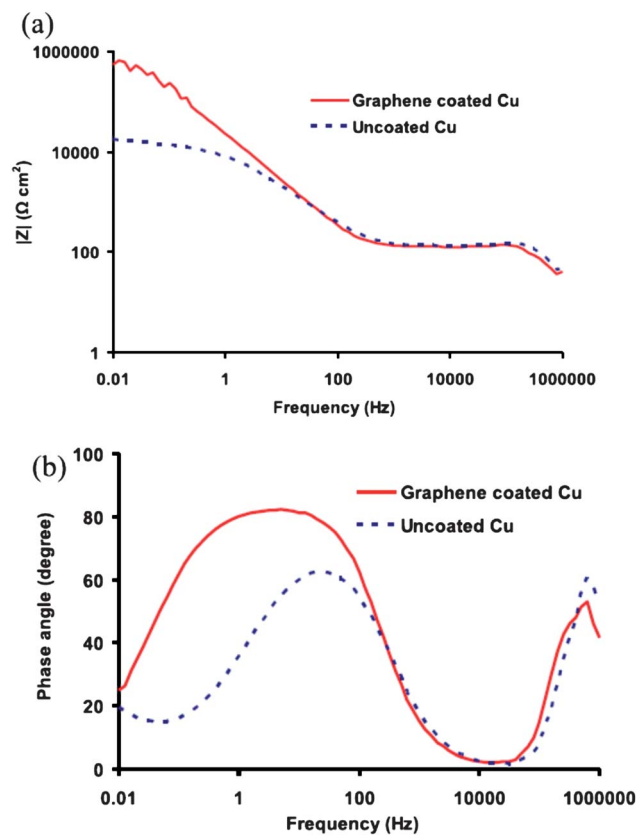 (a)
1000000
10000
100
1
|Z| (Ω cm²)
Graphene coated Cu
Uncoated Cu
0.01 1 100 10000 1000000
Frequency (Hz)
(b)
100
80
60
40
20
0
Phase angle (degree)
Graphene coated Cu
Uncoated Cu
0.01 1 100 10000 1000000
Frequency (Hz)